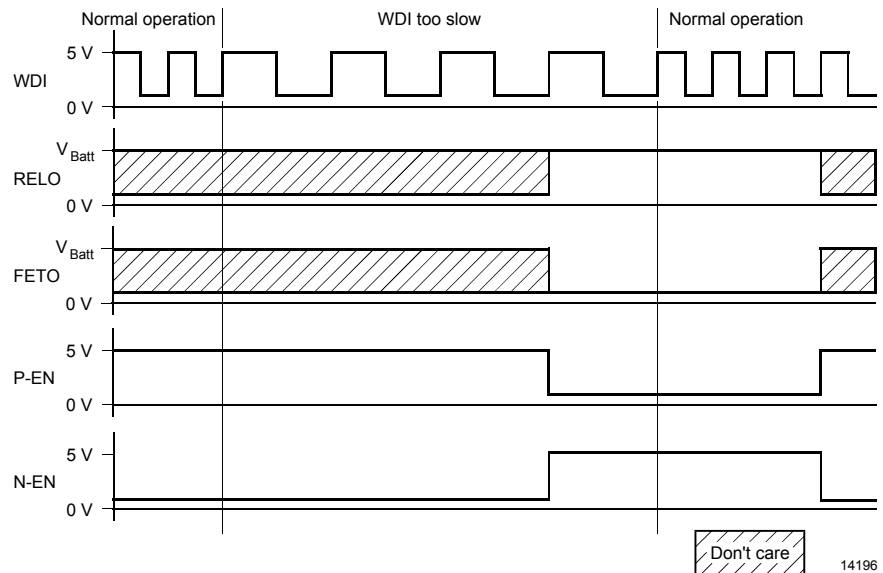 Normal operation WDI too slow Normal operation
5 V
WDI
0 V
V Batt
RELO
0 V
V Batt
FETO
0 V
5 V
P-EN
0 V
5 V
N-EN
0 V
Don't care
14196